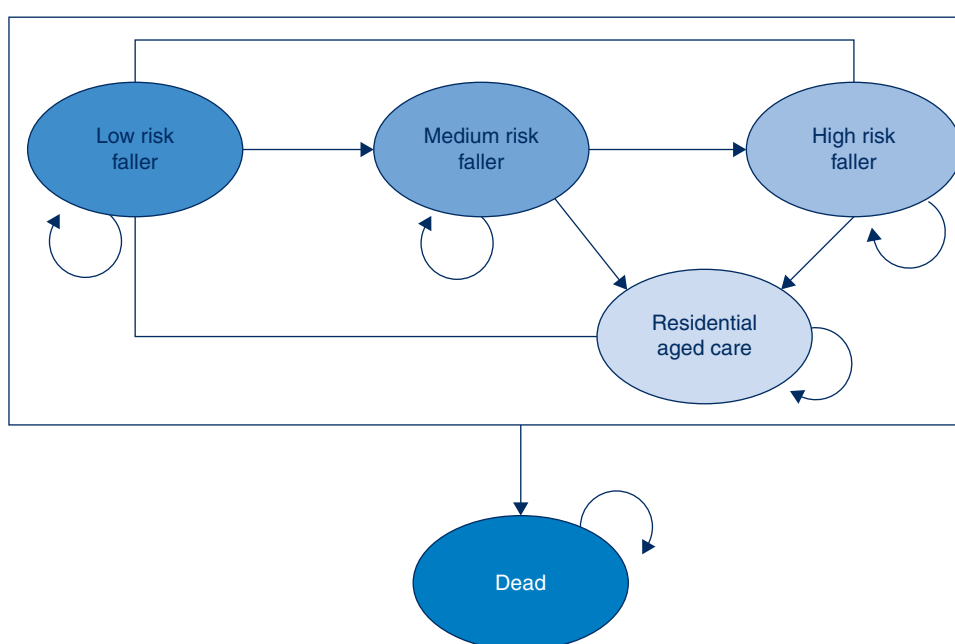 Low risk
faller
Medium risk
faller
High risk
faller
Residential
aged care
Dead